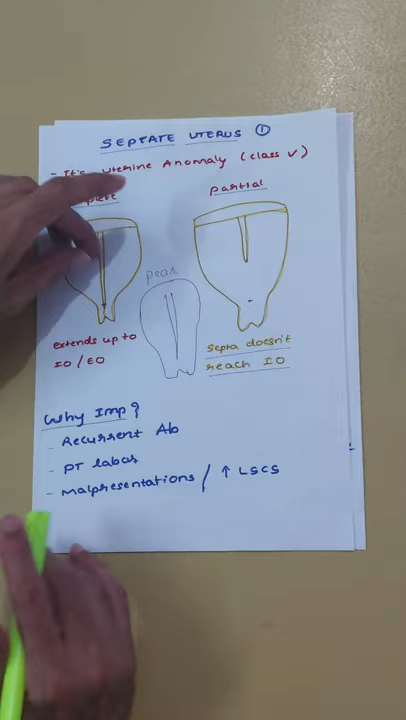 SEPTATE UTERUS ①
- It's uterine Anomaly (class V)
partial
pear
extends up to
IO / EO
septa doesn't
reach IO
Why Imp?
- Recurrent Ab
- PT labor
- Malpresentations / ↑ LSCS